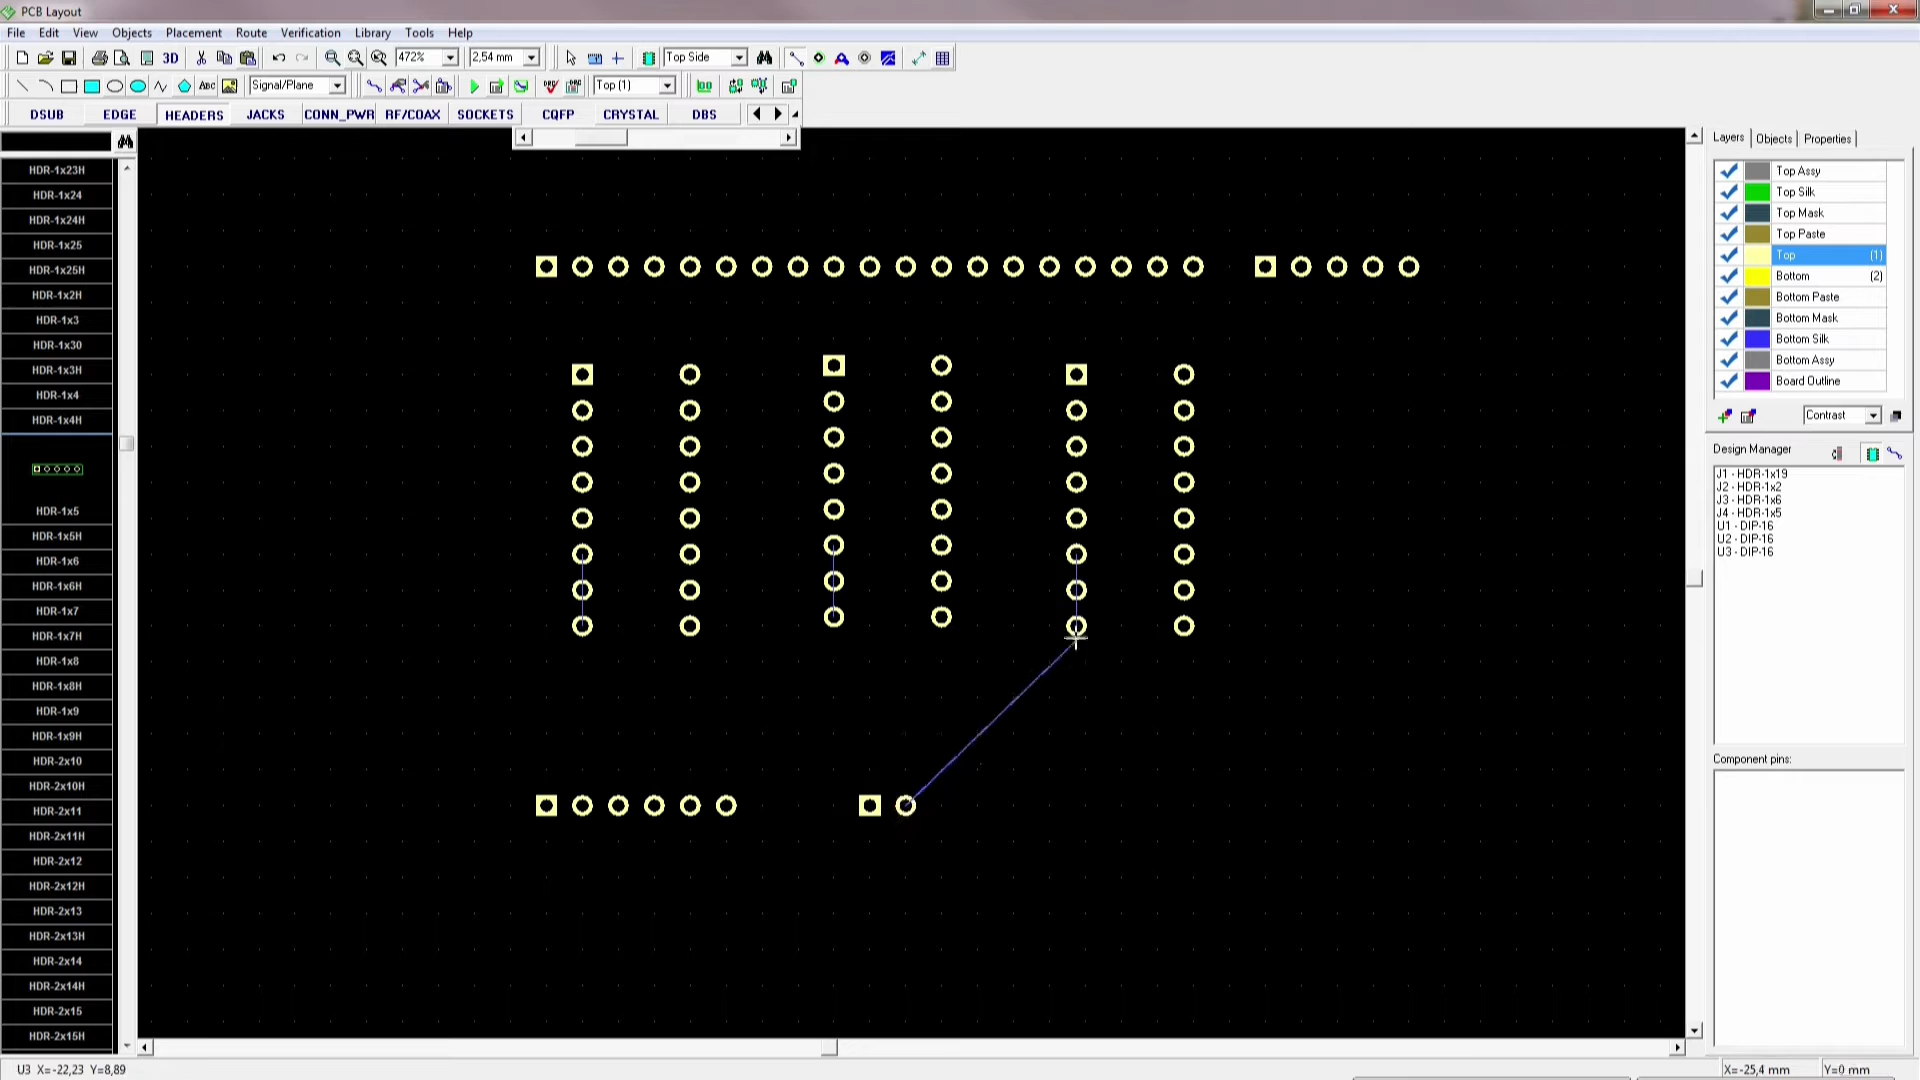 PCB Layout
File Edit View Objects Placement Route Verification Library Tools Help
3D 472% 2,54 mm Top Side
Abc Signal/Plane Top (1)
DSUB EDGE HEADERS JACKS CONN_PWR RF/COAX SOCKETS CQFP CRYSTAL DBS
HDR-1x23H
HDR-1x24
HDR-1x24H
HDR-1x25
HDR-1x25H
HDR-1x2H
HDR-1x3
HDR-1x30
HDR-1x3H
HDR-1x4
HDR-1x4H
HDR-1x5
HDR-1x5H
HDR-1x6
HDR-1x6H
HDR-1x7
HDR-1x7H
HDR-1x8
HDR-1x8H
HDR-1x9
HDR-1x9H
HDR-2x10
HDR-2x10H
HDR-2x11
HDR-2x11H
HDR-2x12
HDR-2x12H
HDR-2x13
HDR-2x13H
HDR-2x14
HDR-2x14H
HDR-2x15
HDR-2x15H
Layers Objects Properties
Top Assy
Top Silk
Top Mask
Top Paste
Top (1)
Bottom (2)
Bottom Paste
Bottom Mask
Bottom Silk
Bottom Assy
Board Outline
Contrast
Design Manager
J1 - HDR-1x19
J2 - HDR-1x2
J3 - HDR-1x6
J4 - HDR-1x5
U1 - DIP-16
U2 - DIP-16
U3 - DIP-16
Component pins:
U3 X=-22,23 Y=8,89
X=-25,4 mm Y=0 mm